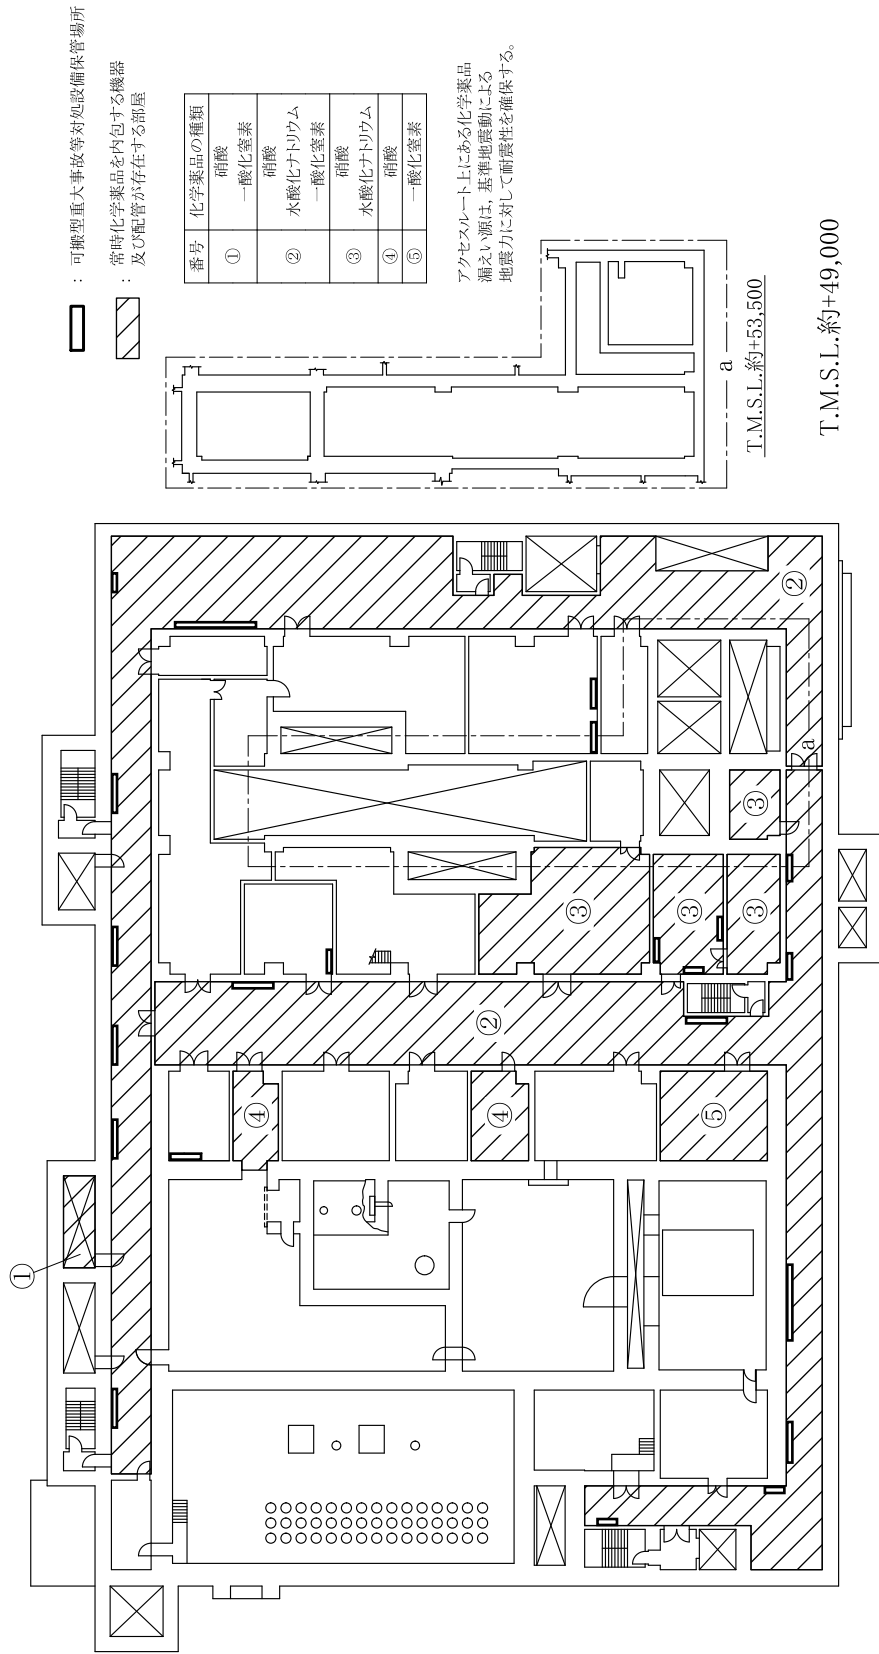 ：可搬型重大事故等対処設備保管場所
：常時化学薬品を内包する機器
及び配管が存在する部屋
番号 化学薬品の種類
① 硝酸
一酸化窒素
② 硝酸
水酸化ナトリウム
一酸化窒素
③ 硝酸
水酸化ナトリウム
④ 硝酸
⑤ 一酸化窒素
アクセスルート上にある化学薬品
漏えい源は，基準地震動による
地震力に対して耐震性を確保する。
a
T.M.S.L.約+53,500
T.M.S.L.約+49,000
①
②
②
③
③
③
③
④
④
⑤
a